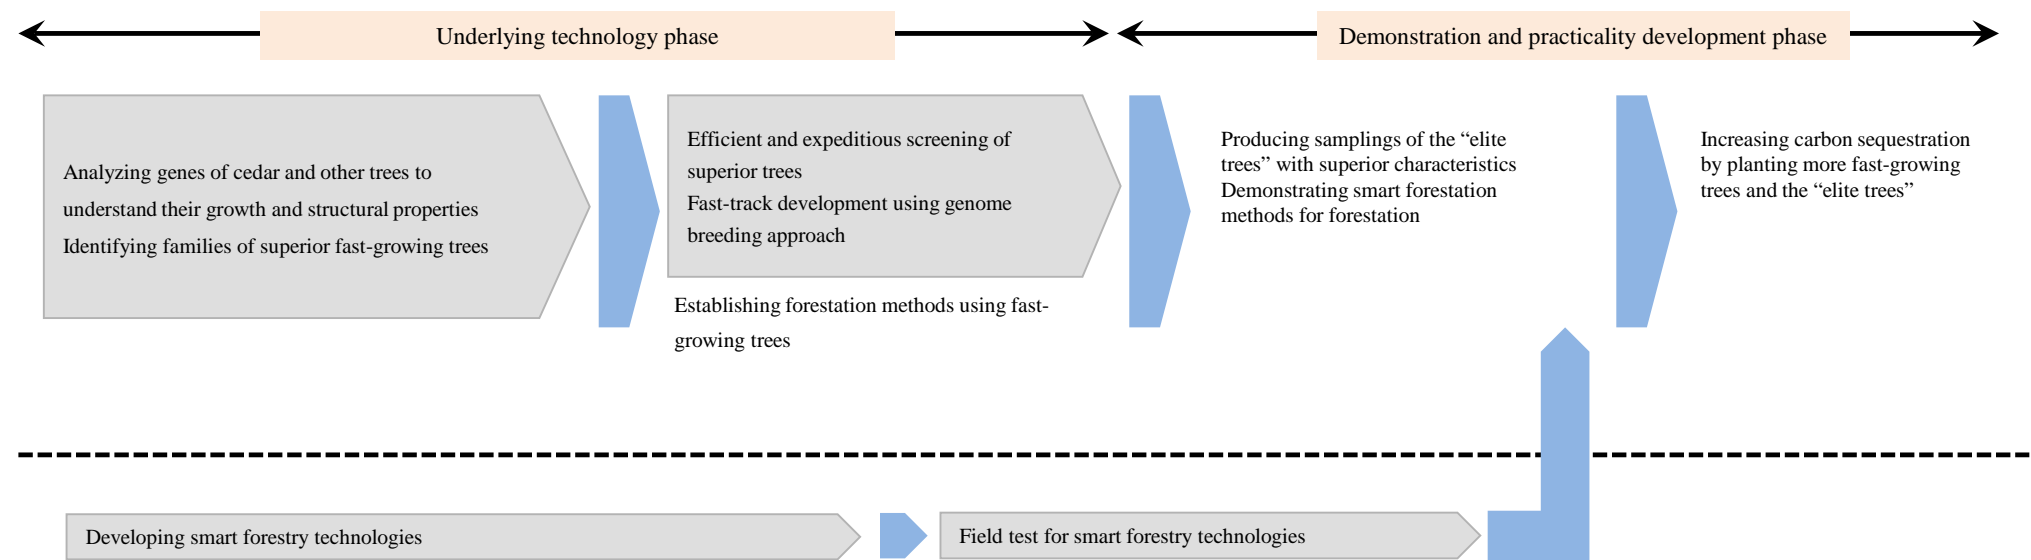 Underlying technology phase
Demonstration and practicality development phase
Analyzing genes of cedar and other trees to
understand their growth and structural properties
Identifying families of superior fast-growing trees
Efficient and expeditious screening of
superior trees
Fast-track development using genome
breeding approach
Establishing forestation methods using fast-
growing trees
Producing samplings of the “elite
trees” with superior characteristics
Demonstrating smart forestation
methods for forestation
Increasing carbon sequestration
by planting more fast-growing
trees and the “elite trees”
Developing smart forestry technologies
Field test for smart forestry technologies